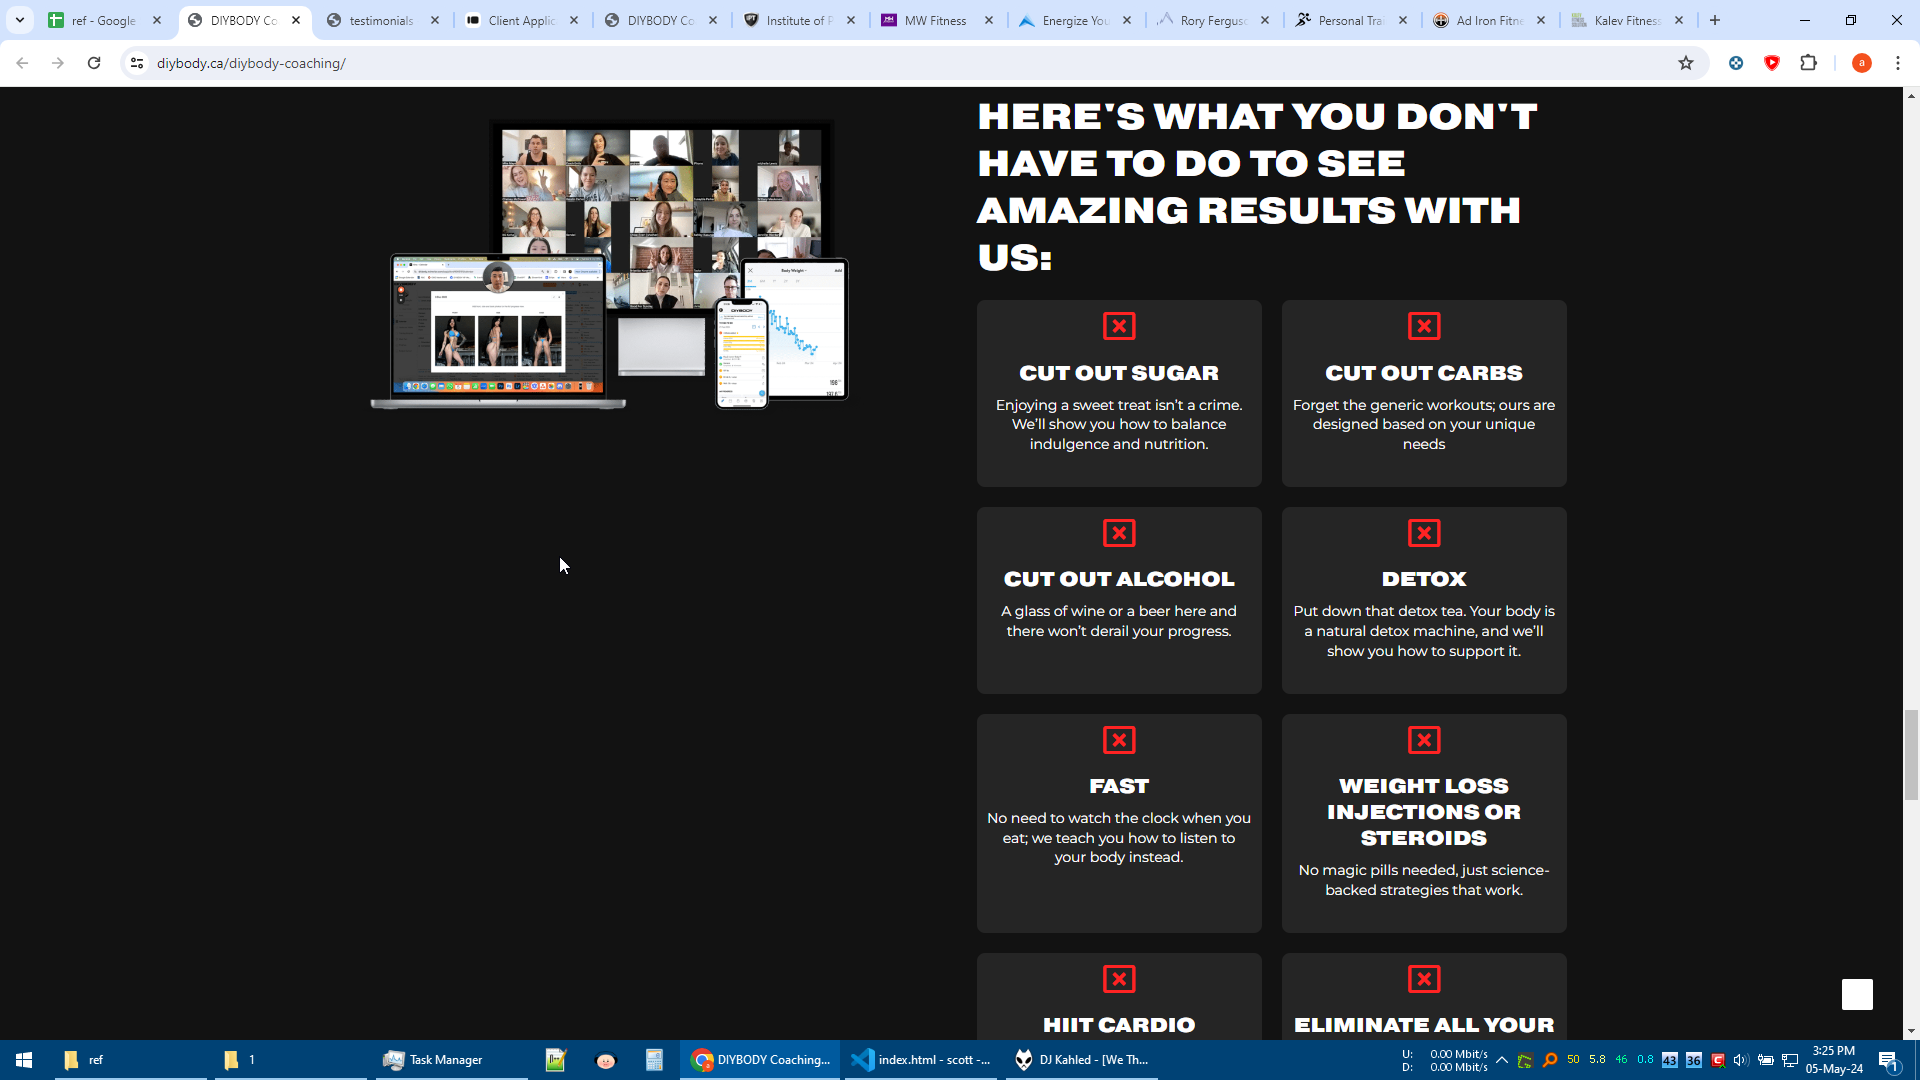 ref - Google
DIYBODY Co
testimonials
Client Applic
DIYBODY Co
Institute of P
MW Fitness
Energize You
Rory Fergus
Personal Tra
Ad Iron Fitne
Kalev Fitness
diybody.ca/diybody-coaching/
a
HERE'S WHAT YOU DON'T
HAVE TO DO TO SEE
AMAZING RESULTS WITH
US:
Body Weight
Add
DIYBODY
198
197.6
CUT OUT SUGAR
Enjoying a sweet treat isn't a crime.
We'll show you how to balance
indulgence and nutrition.
CUT OUT CARBS
Forget the generic workouts; ours are
designed based on your unique
needs
CUT OUT ALCOHOL
A glass of wine or a beer here and
there won't derail your progress.
DETOX
Put down that detox tea. Your body is
a natural detox machine, and we'll
show you how to support it.
FAST
No need to watch the clock when you
eat; we teach you how to listen to
your body instead.
WEIGHT LOSS
INJECTIONS OR
STEROIDS
No magic pills needed, just science-
backed strategies that work.
HIIT CARDIO
ELIMINATE ALL YOUR
ref
1
Task Manager
DIYBODY Coaching...
index.html - scott -...
DJ Kahled - [We Th...
U: 0.00 Mbit/s
D: 0.00 Mbit/s
50 5.8 46 0.8 43 36
3:25 PM
05-May-24
1